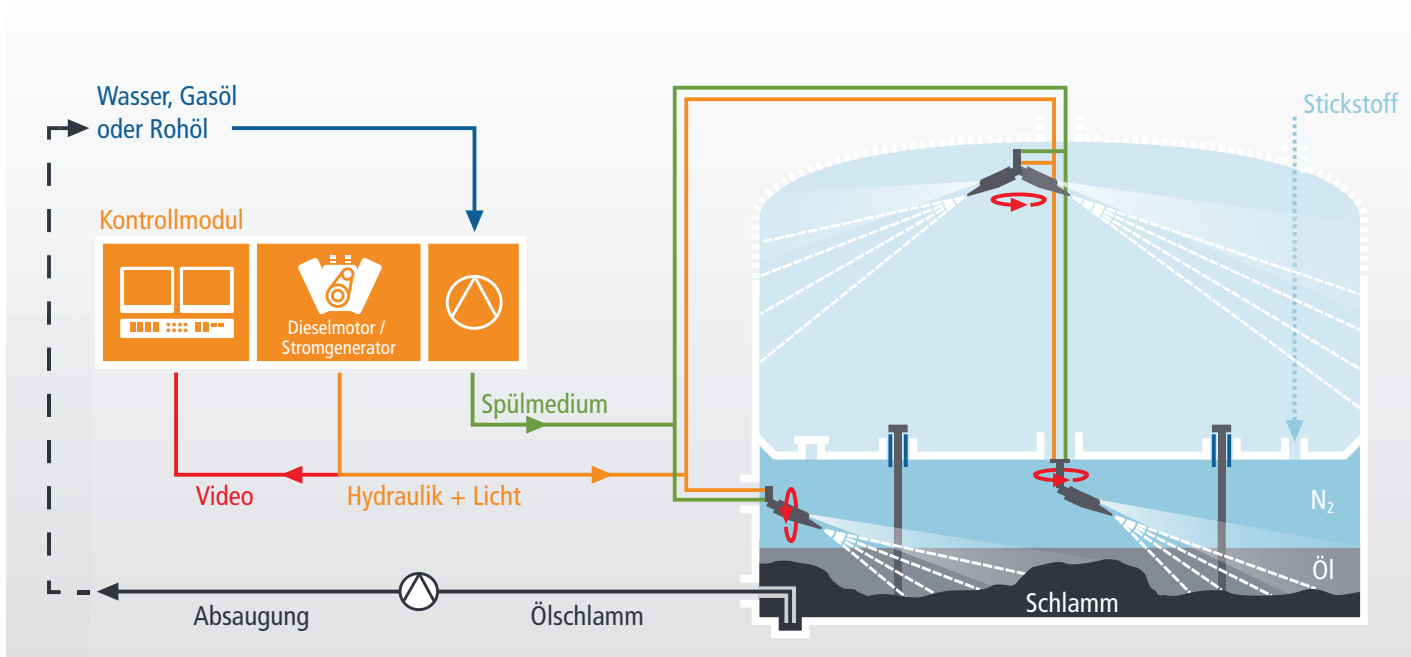 Wasser, Gasöl
oder Rohöl
Stickstoff
Kontrollmodul
Dieselmotor /
Stromgenerator
Spülmedium
Video
Hydraulik + Licht
N₂
Öl
Schlamm
Absaugung
Ölschlamm